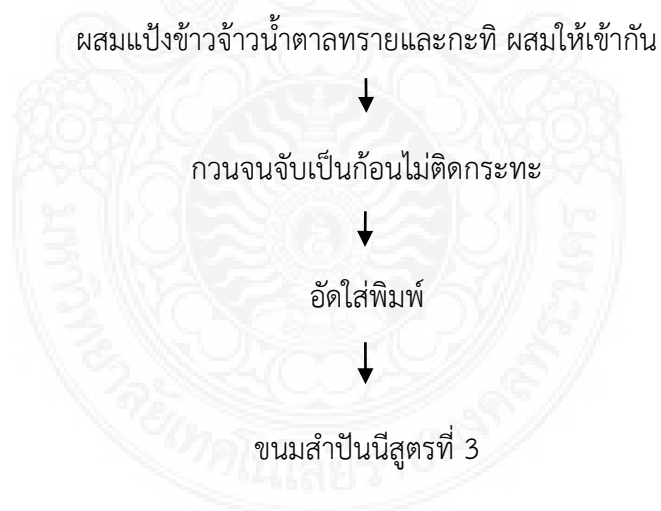 ผสมแป้งข้าวจ้าวน้ำตาลทรายและกะทิ ผสมให้เข้ากัน
กวนจนจับเป็นก้อนไม่ติดกระทะ
อัดใส่พิมพ์
ขนมสำปันนีสูตรที่ 3